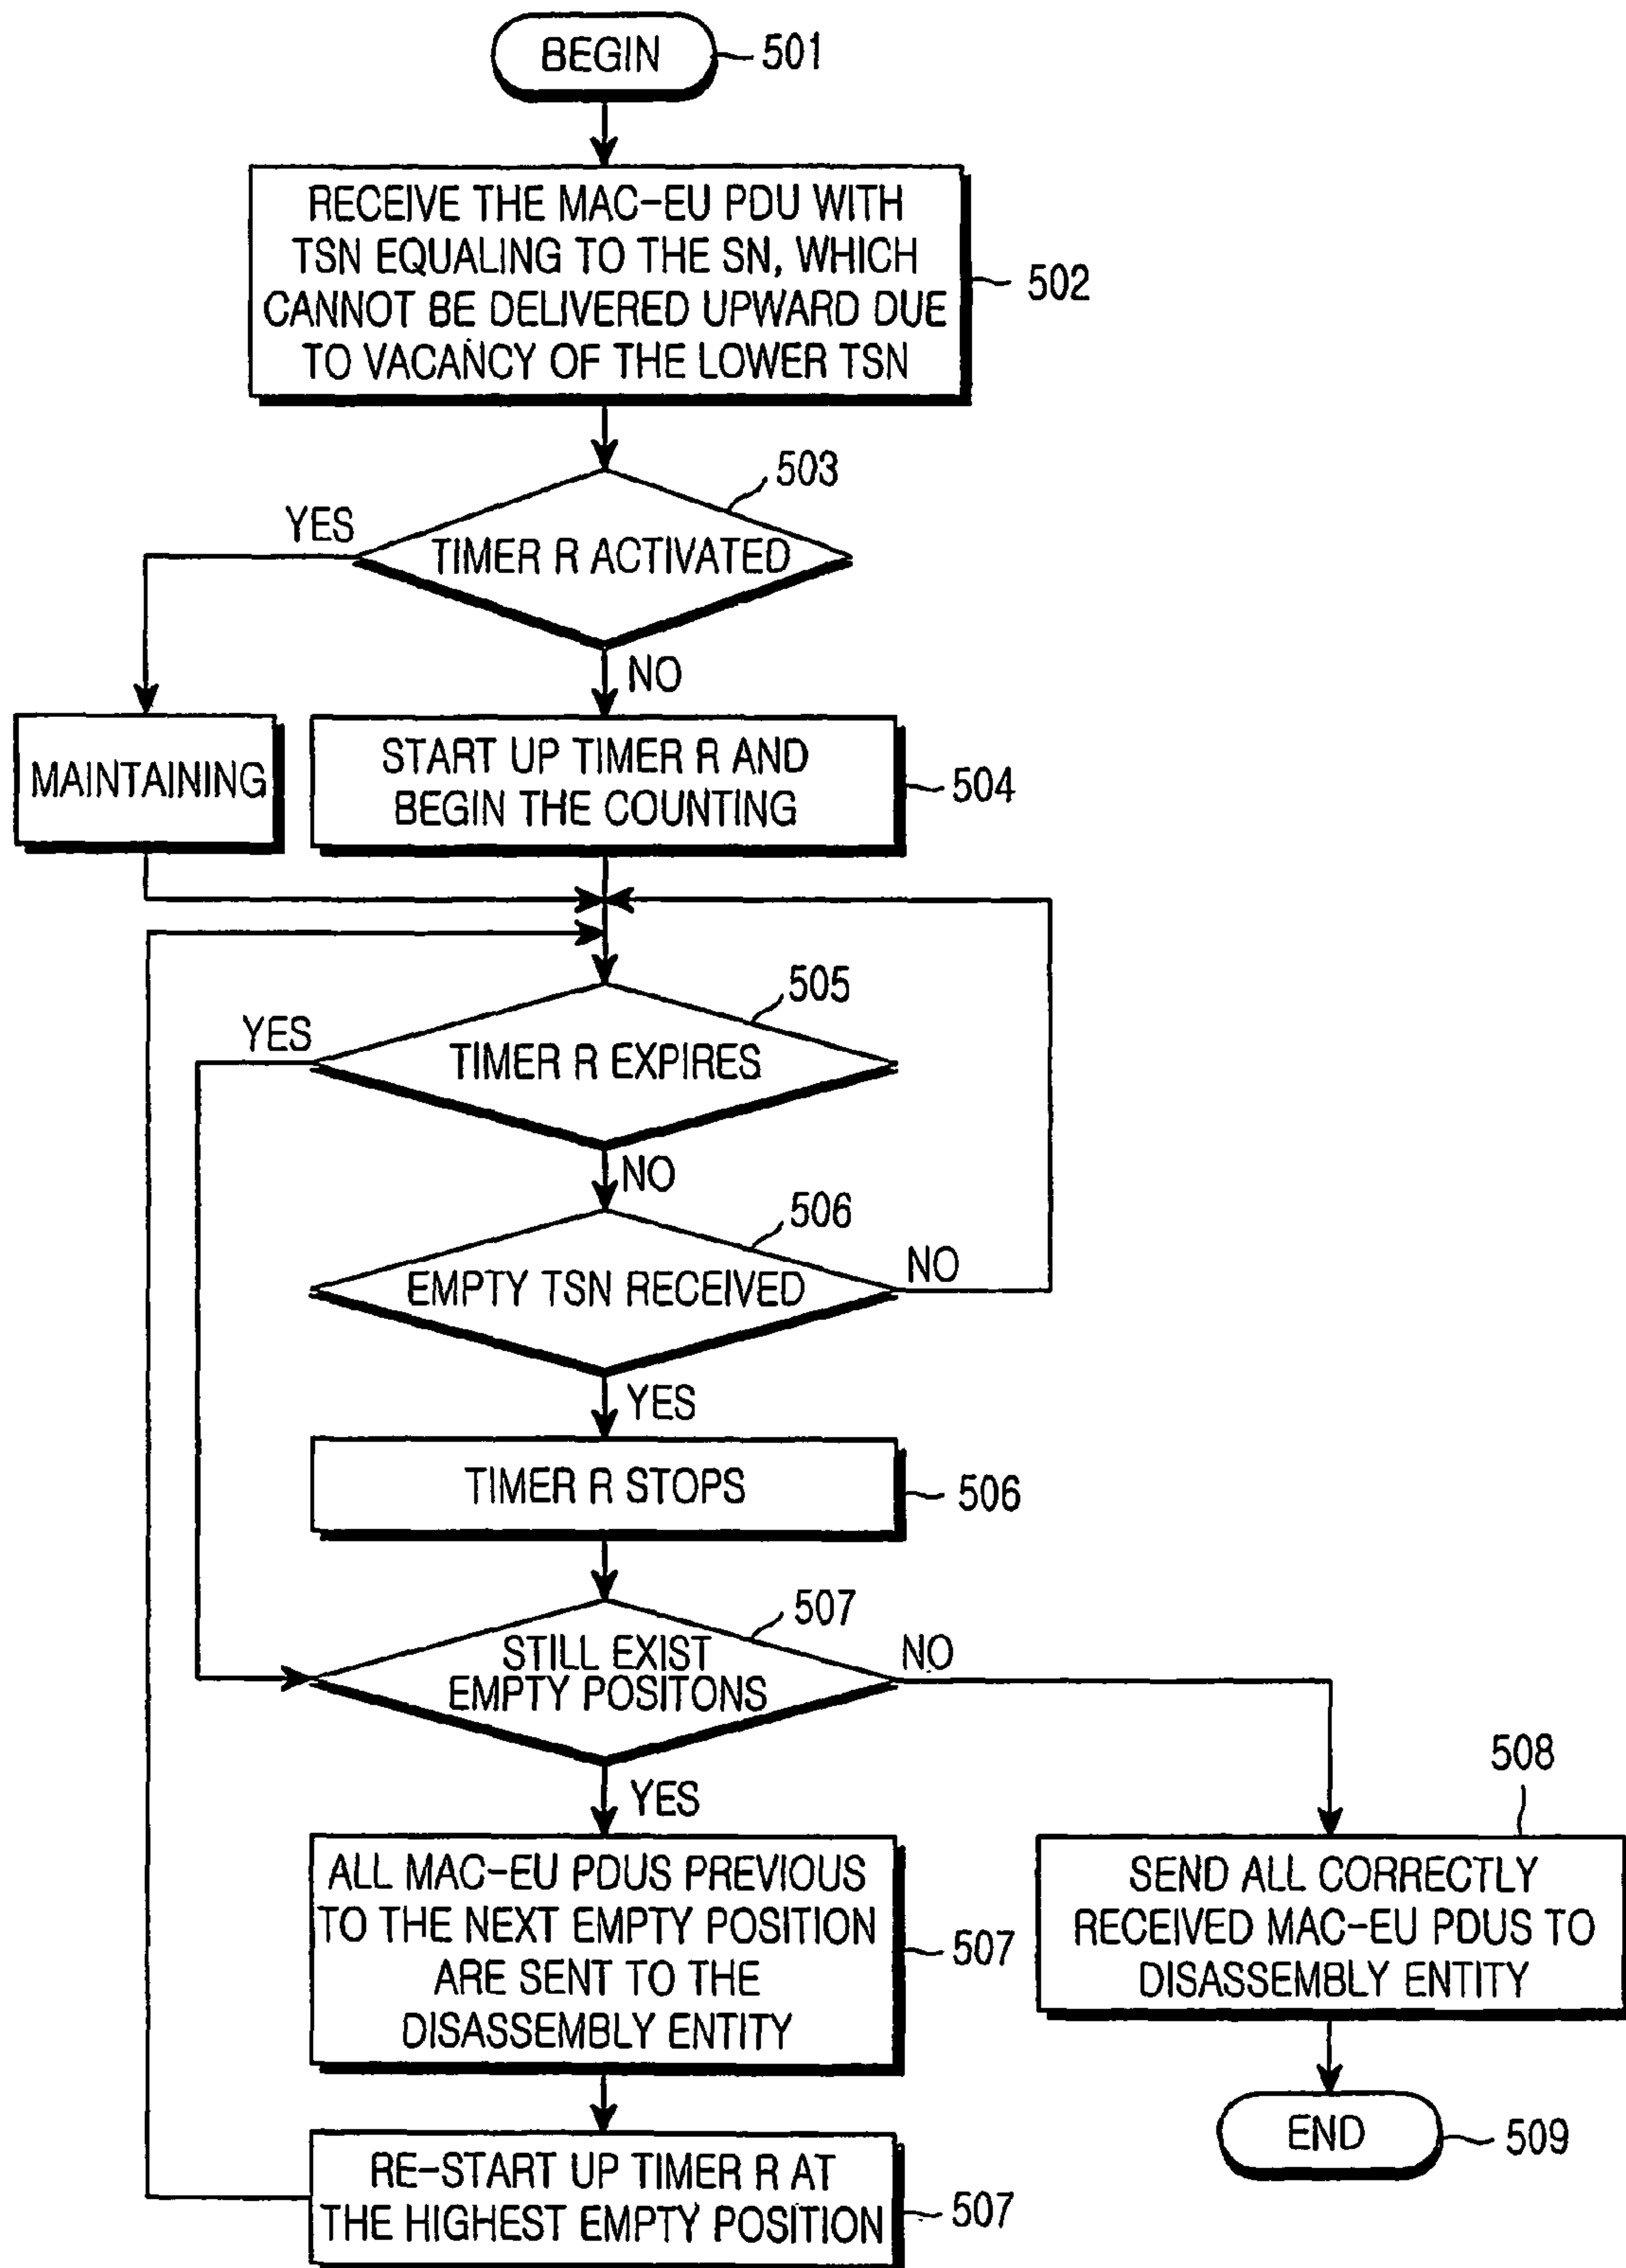 BEGIN
501
RECEIVE THE MAC-EU PDU WITH
TSN EQUALING TO THE SN, WHICH
CANNOT BE DELIVERED UPWARD DUE
TO VACANCY OF THE LOWER TSN
502
503
YES
TIMER R ACTIVATED
NO
MAINTAINING
START UP TIMER R AND
BEGIN THE COUNTING
504
505
YES
TIMER R EXPIRES
NO
506
EMPTY TSN RECEIVED
NO
YES
TIMER R STOPS
506
507
STILL EXIST
EMPTY POSITONS
NO
YES
508
ALL MAC-EU PDUS PREVIOUS
TO THE NEXT EMPTY POSITION
ARE SENT TO THE
DISASSEMBLY ENTITY
507
SEND ALL CORRECTLY
RECEIVED MAC-EU PDUS TO
DISASSEMBLY ENTITY
END
509
RE-START UP TIMER R AT
THE HIGHEST EMPTY POSITION
507